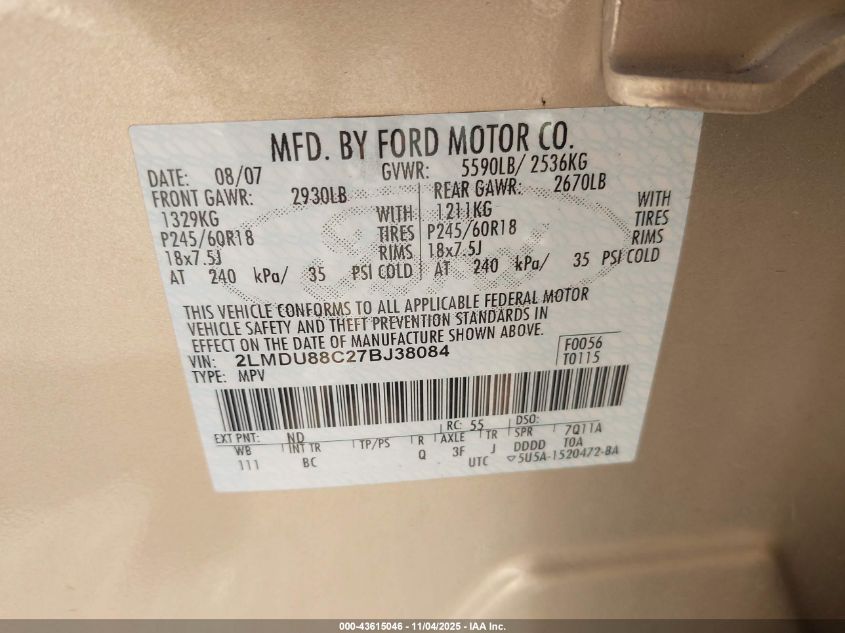 MFD. BY FORD MOTOR CO.
DATE: 08/07 GVWR: 5590LB/ 2536KG
FRONT GAWR: 2930LB REAR GAWR: 2670LB
1329KG WITH 1211KG WITH
P245/60R18 TIRES P245/60R18 TIRES
18x7.5J RIMS 18x7.5J RIMS
AT 240 kPa/ 35 PSI COLD AT 240 kPa/ 35 PSI COLD
THIS VEHICLE CONFORMS TO ALL APPLICABLE FEDERAL MOTOR
VEHICLE SAFETY AND THEFT PREVENTION STANDARDS IN
EFFECT ON THE DATE OF MANUFACTURE SHOWN ABOVE.
VIN: 2LMDU88C27BJ38084 F0056
TYPE: MPV T0115
EXT PNT: ND RC: 55 DSO:
WB INT TR TP/PS R AXLE TR SPR 7Q11A
111 BC Q 3F J DDDD T0A
UTC ▽5U5A-1520472-BA
000-43615046 - 11/04/2025 - IAA Inc.